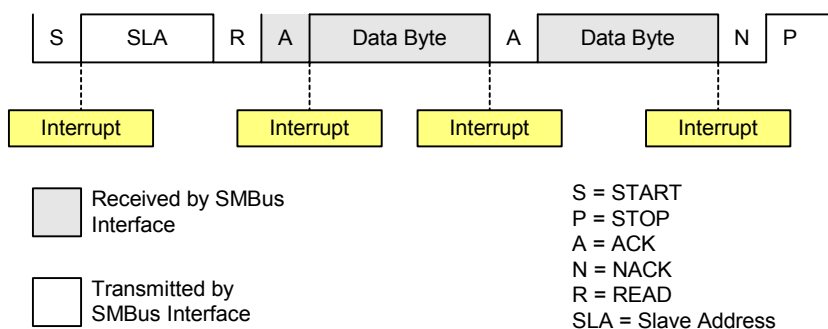 S SLA R A Data Byte A Data Byte N P
Interrupt Interrupt Interrupt Interrupt
Received by SMBus
Interface
Transmitted by
SMBus Interface
S = START
P = STOP
A = ACK
N = NACK
R = READ
SLA = Slave Address